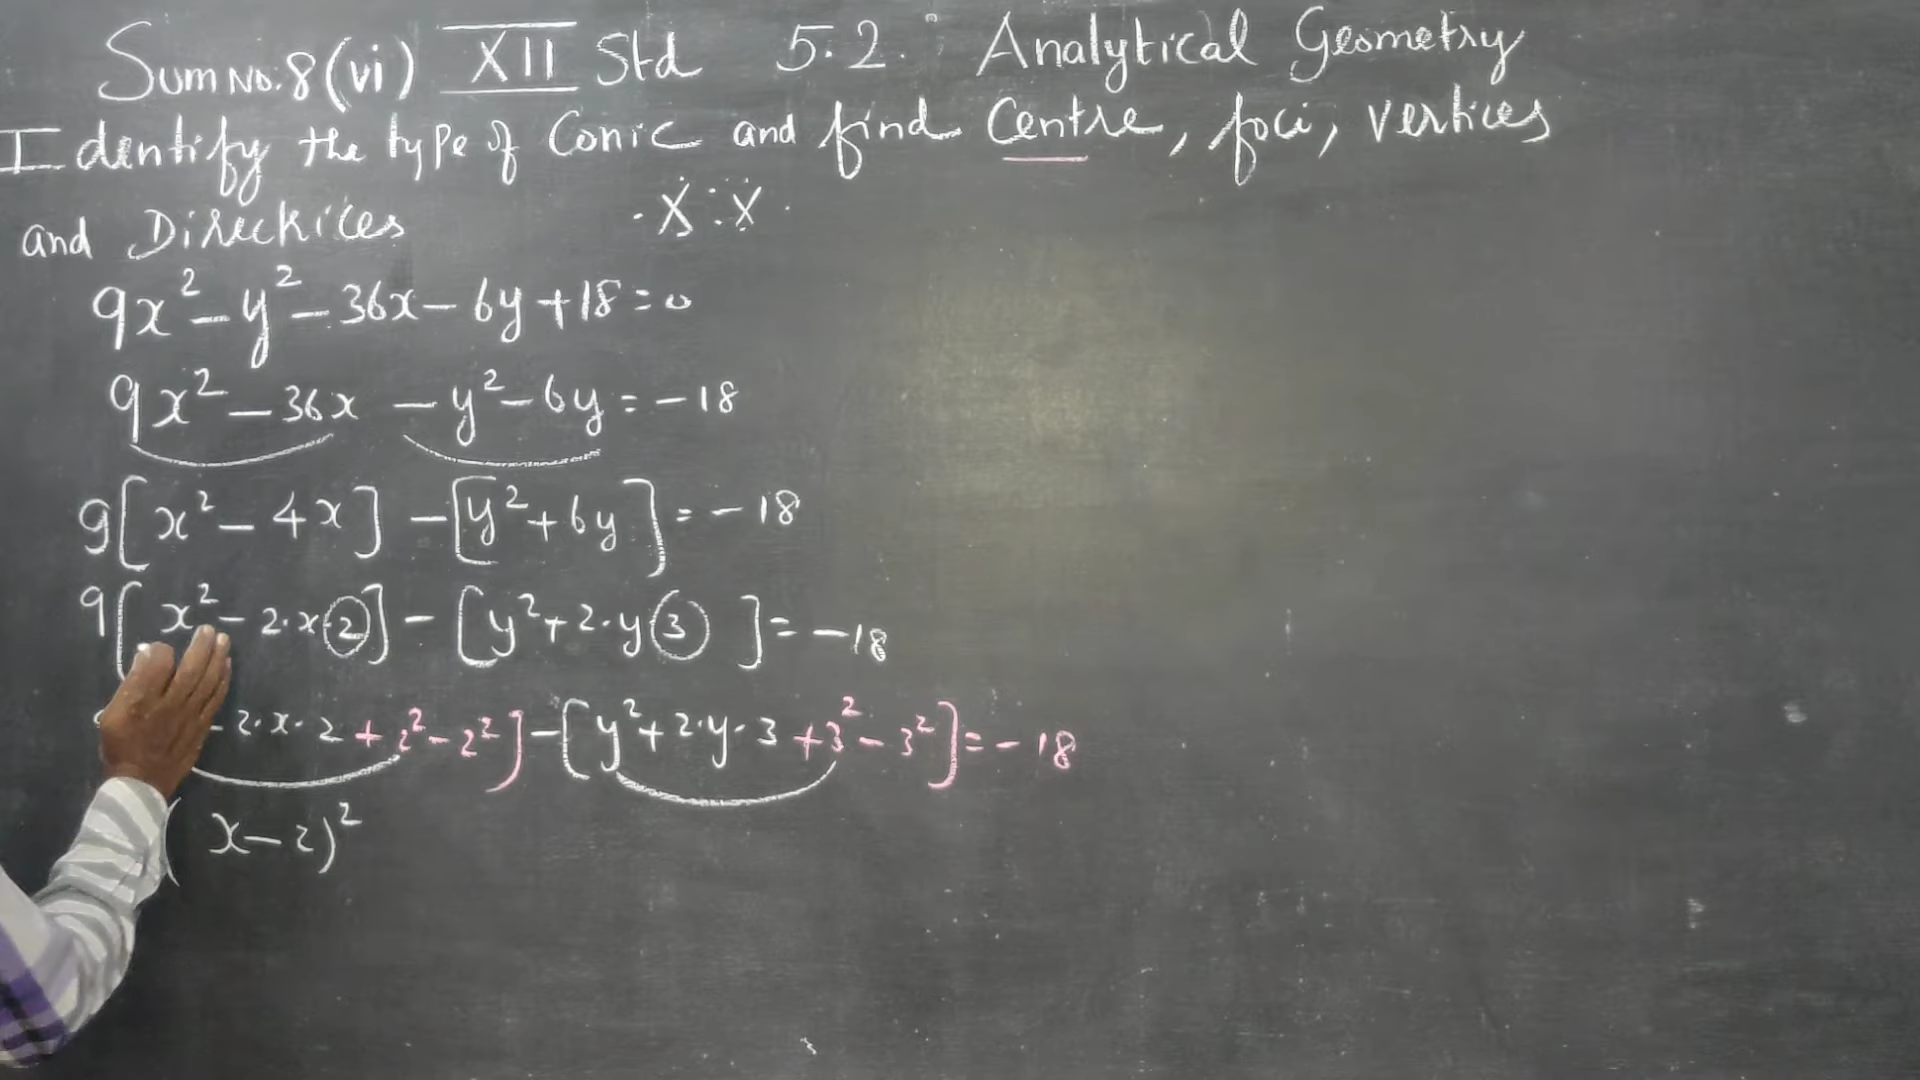 Sum No: 8 (vi) XII Std 5.2. Analytical Geometry
Identify the type of Conic and find Centre, foci, vertices
and Directrices
9x² - y² - 36x - 6y + 18 = 0
9x² - 36x - y² - 6y = -18
9[x² - 4x] - [y² + 6y] = -18
9[x² - 2·x 2] - [y² + 2·y 3] = -18
- 2·x·2 + 2² - 2²] - [y² + 2·y·3 + 3² - 3²] = -18
(x - 2)²